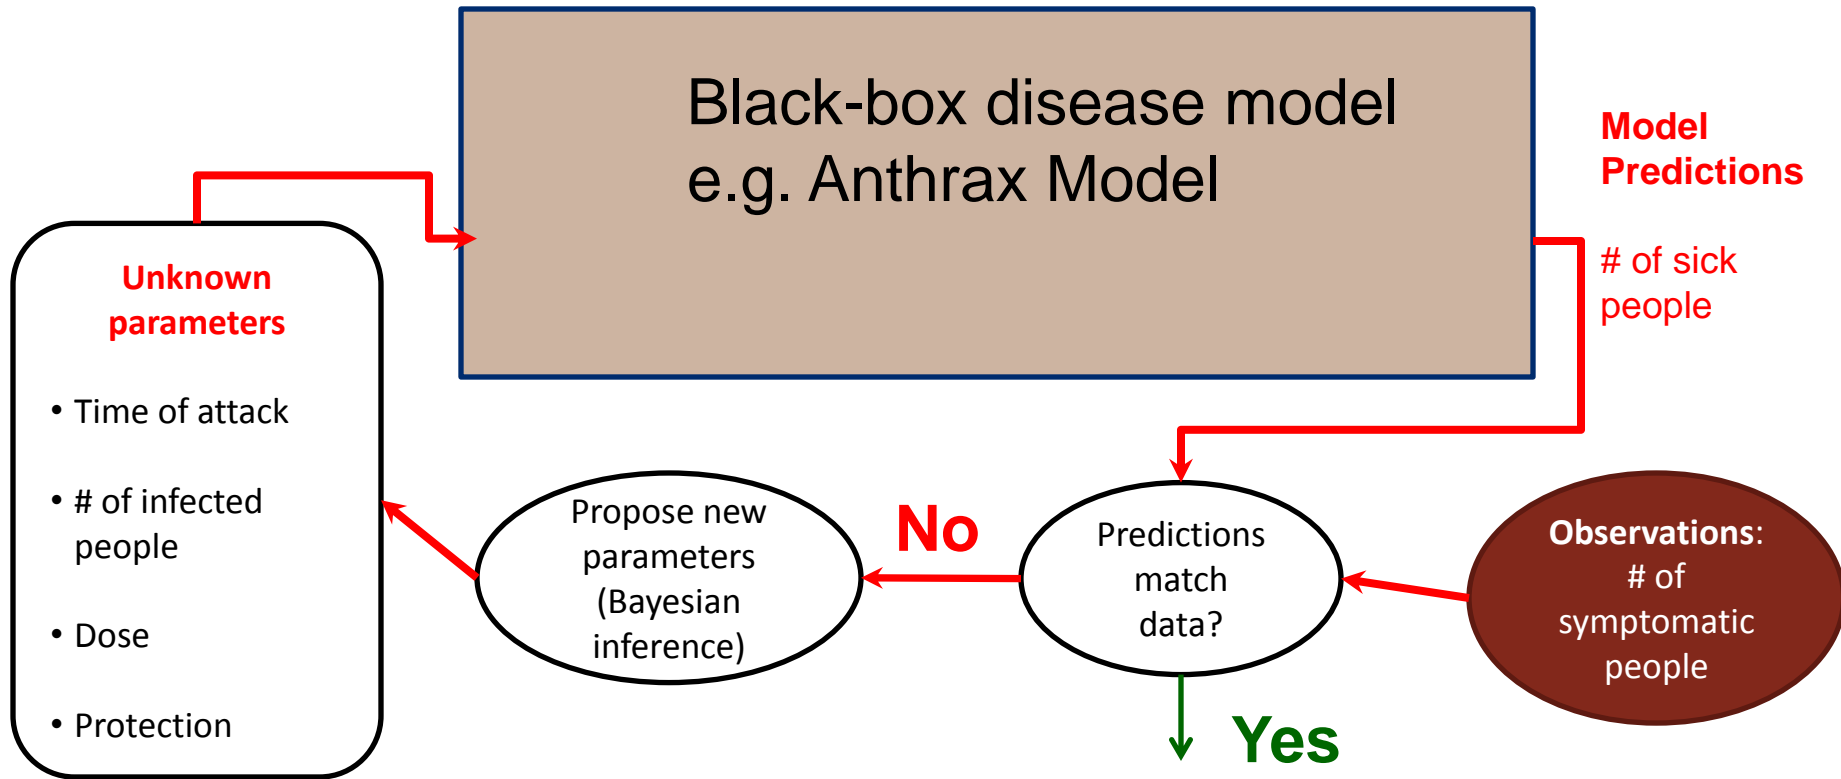 Black-box disease model
e.g. Anthrax Model
Model
Predictions
# of sick
people
Unknown
parameters
• Time of attack
• # of infected
people
• Dose
• Protection
Propose new
parameters
(Bayesian
inference)
No
Predictions
match
data?
Yes
Observations:
# of
symptomatic
people